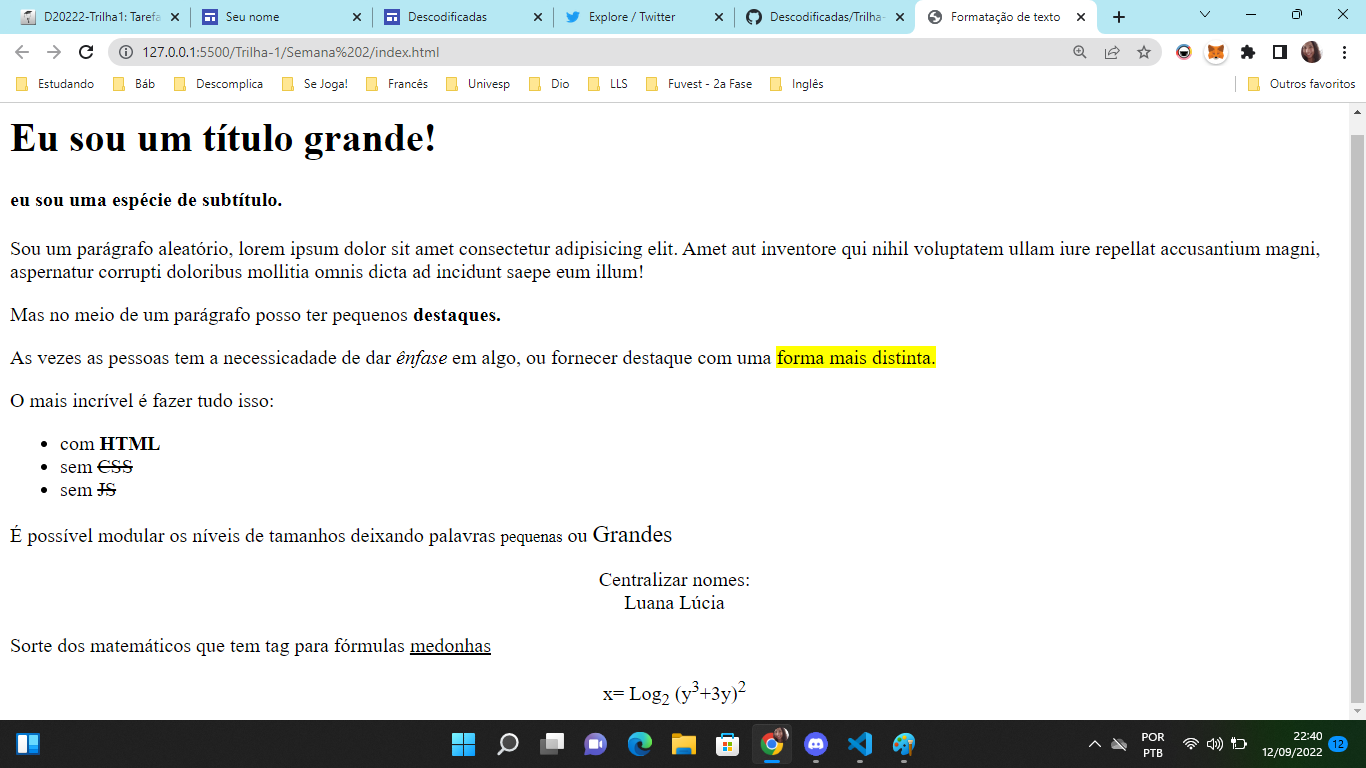 D20222-Trilha1: Tarefa
Seu nome
Descodificadas
Explore / Twitter
Descodificadas/Trilha-
Formatação de texto
127.0.0.1:5500/Trilha-1/Semana%202/index.html
Estudando
Báb
Descomplica
Se Joga!
Francês
Univesp
Dio
LLS
Fuvest - 2a Fase
Inglês
Outros favoritos
Eu sou um título grande!
eu sou uma espécie de subtítulo.
Sou um parágrafo aleatório, lorem ipsum dolor sit amet consectetur adipisicing elit. Amet aut inventore qui nihil voluptatem ullam iure repellat accusantium magni,
aspernatur corrupti doloribus mollitia omnis dicta ad incidunt saepe eum illum!
Mas no meio de um parágrafo posso ter pequenos destaques.
As vezes as pessoas tem a necessicadade de dar ênfase em algo, ou fornecer destaque com uma forma mais distinta.
O mais incrível é fazer tudo isso:
com HTML
sem CSS
sem JS
É possível modular os níveis de tamanhos deixando palavras pequenas ou Grandes
Centralizar nomes:
Luana Lúcia
Sorte dos matemáticos que tem tag para fórmulas medonhas
x= Log₂ (y³+3y)²
POR
PTB
22:40
12/09/2022
12